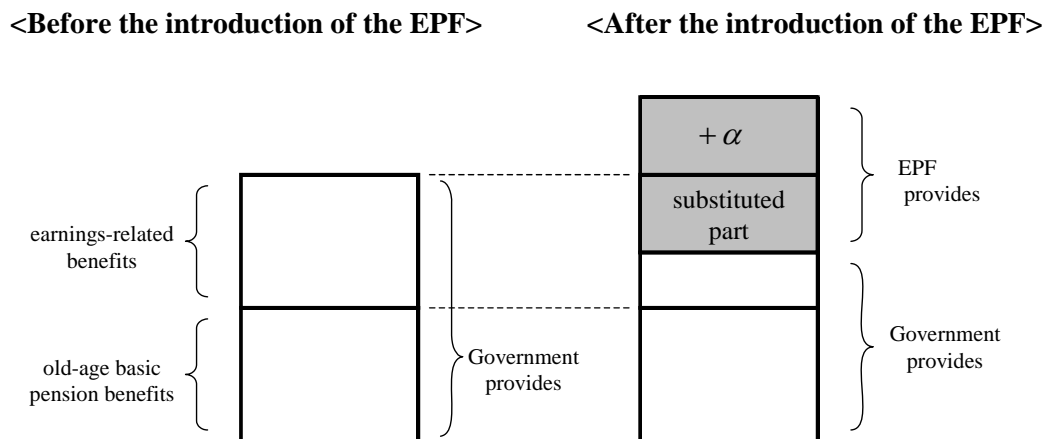 <Before the introduction of the EPF>
<After the introduction of the EPF>
+ α
EPF
provides
substituted
part
earnings-related
benefits
Government
provides
Government
provides
old-age basic
pension benefits